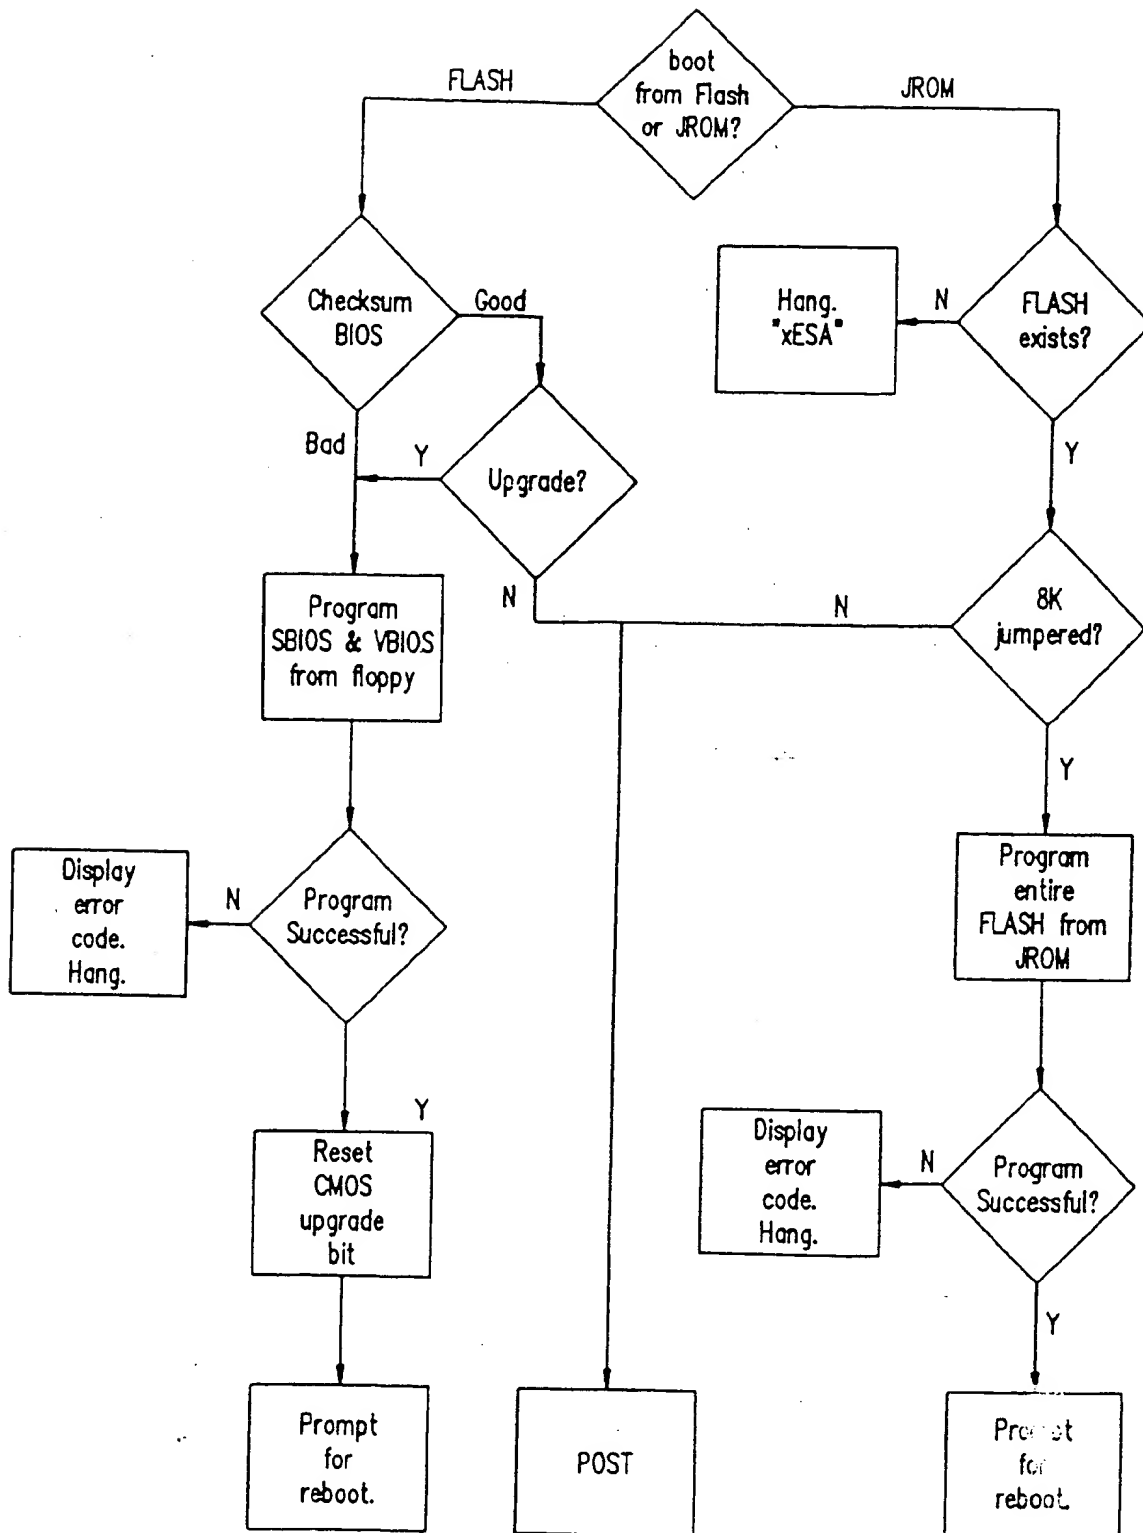 boot
from Flash
or JROM?
FLASH
JROM
Checksum
BIOS
Good
Bad
Hang.
"xESA"
N
FLASH
exists?
Y
Y
Upgrade?
N
N
8K
jumpered?
Y
Program
SBIOS & VBIOS
from floppy
Program
entire
FLASH from
JROM
Display
error
code.
Hang.
N
Program
Successful?
Y
Reset
CMOS
upgrade
bit
Display
error
code.
Hang.
N
Program
Successful?
Y
Prompt
for
reboot.
POST
for
reboot.